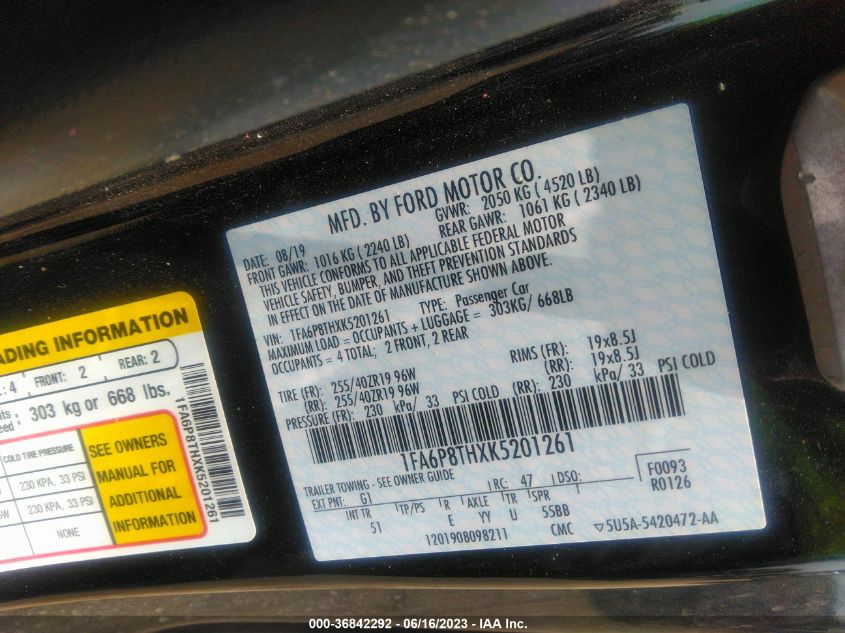 MFD. BY FORD MOTOR CO.
DATE: 08/19 GVWR: 2050 KG ( 4520 LB)
FRONT GAWR: 1016 KG ( 2240 LB) REAR GAWR: 1061 KG ( 2340 LB)
THIS VEHICLE CONFORMS TO ALL APPLICABLE FEDERAL MOTOR
VEHICLE SAFETY, BUMPER, AND THEFT PREVENTION STANDARDS
IN EFFECT ON THE DATE OF MANUFACTURE SHOWN ABOVE.
VIN: 1FA6P8THXK5201261 TYPE: Passenger Car
MAXIMUM LOAD = OCCUPANTS + LUGGAGE = 303KG/ 668LB
OCCUPANTS = 4 TOTAL; 2 FRONT, 2 REAR
TIRE (FR): 255/40ZR19 96W RIMS (FR): 19x8.5J
(RR): 255/40ZR19 96W (RR): 19x8.5J
PRESSURE (FR): 230 kPa/ 33 PSI COLD (RR): 230 kPa/ 33 PSI COLD
1FA6P8THXK5201261
TRAILER TOWING - SEE OWNER GUIDE
EXT PNT: G1 RC: 47 DSO: F0093
INT TR TP/PS R AXLE TR SPR R0126
51 E YY U 55BB
1201908098211 CMC 5U5A-5420472-AA
ADING INFORMATION
: 4 FRONT: 2 REAR: 2
303 kg or 668 lbs.
COLD TIRE PRESSURE
230 KPA, 33 PSI
230 KPA, 33 PSI
NONE
SEE OWNERS
MANUAL FOR
ADDITIONAL
INFORMATION
1FA6P8THXK5201261
000-36842292 - 06/16/2023 - IAA Inc.